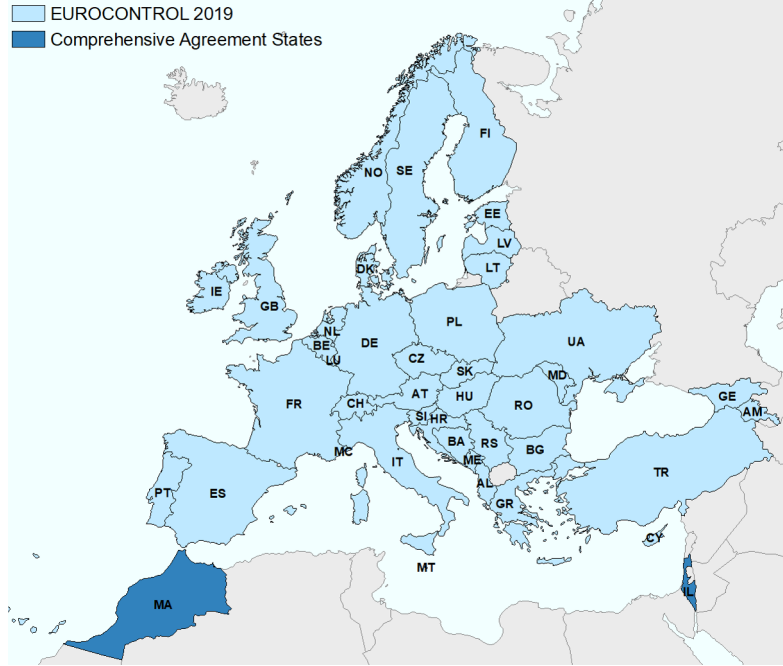 EUROCONTROL 2019
Comprehensive Agreement States
FI
NO
SE
EE
LV
LT
DK
IE
GB
NL
BE
LU
DE
PL
CZ
SK
UA
MD
FR
CH
AT
HU
RO
SI
HR
BA
RS
BG
ME
MC
IT
AL
GR
GE
AM
TR
PT
ES
CY
MT
MA
IL